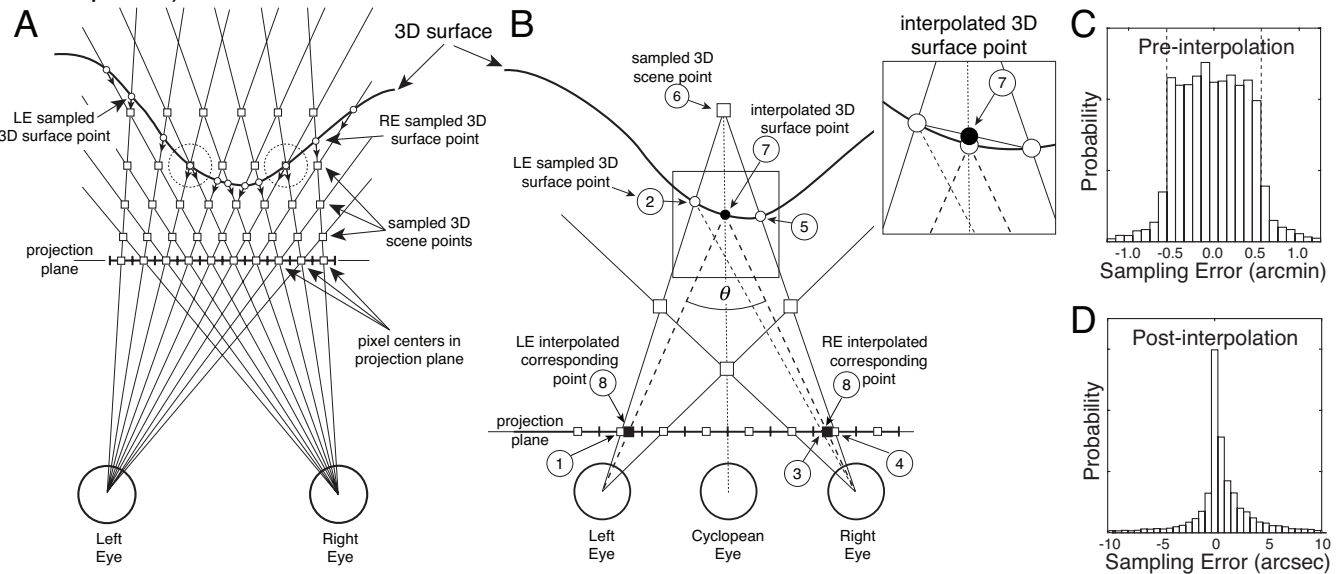 A
3D surface
LE sampled
3D surface point
RE sampled 3D
surface point
sampled 3D
scene points
projection
plane
pixel centers in
projection plane
Left
Eye
Right
Eye
B
sampled 3D
scene point
6
interpolated 3D
surface point
7
LE sampled 3D
surface point
2
5
θ
LE interpolated
corresponding
point
8
RE interpolated
corresponding
point
8
projection
plane
1
3
4
Left
Eye
Cyclopean
Eye
Right
Eye
interpolated 3D
surface point
7
C
Pre-interpolation
Probability
-1.0
-0.5
0.0
0.5
1.0
Sampling Error (arcmin)
D
Post-interpolation
Probability
-10
-5
0
5
10
Sampling Error (arcsec)